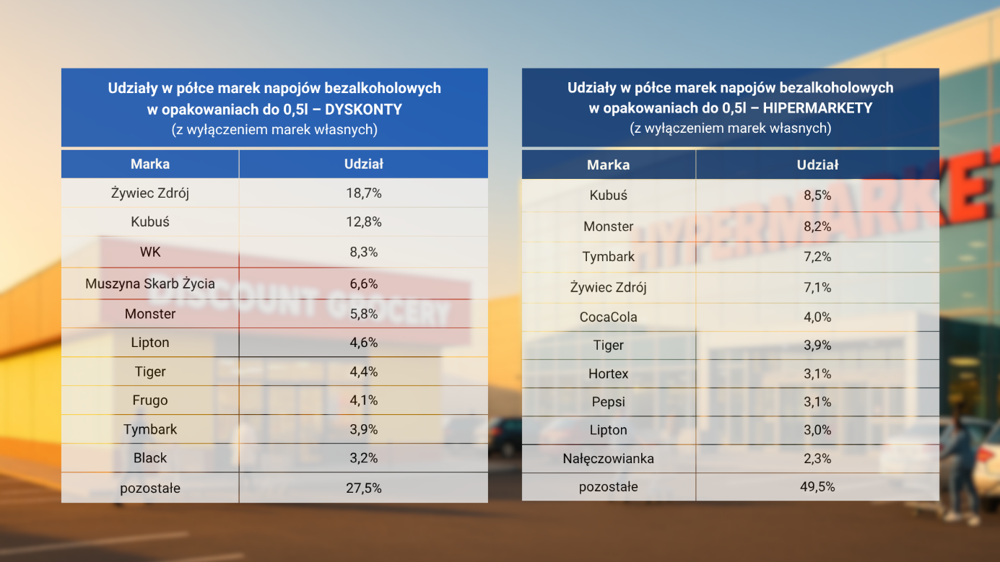 Udziały w półce marek napojów bezalkoholowych
w opakowaniach do 0,5l – DYSKONTY
(z wyłączeniem marek własnych)
Marka Udział
Żywiec Zdrój 18,7%
Kubuś 12,8%
WK 8,3%
Muszyna Skarb Życia 6,6%
Monster 5,8%
Lipton 4,6%
Tiger 4,4%
Frugo 4,1%
Tymbark 3,9%
Black 3,2%
pozostałe 27,5%
DISCOUNT GROCERY
Udziały w półce marek napojów bezalkoholowych
w opakowaniach do 0,5l – HIPERMARKETY
(z wyłączeniem marek własnych)
Marka Udział
Kubuś 8,5%
Monster 8,2%
Tymbark 7,2%
Żywiec Zdrój 7,1%
CocaCola 4,0%
Tiger 3,9%
Hortex 3,1%
Pepsi 3,1%
Lipton 3,0%
Nałęczowianka 2,3%
pozostałe 49,5%
HYPERMARKET